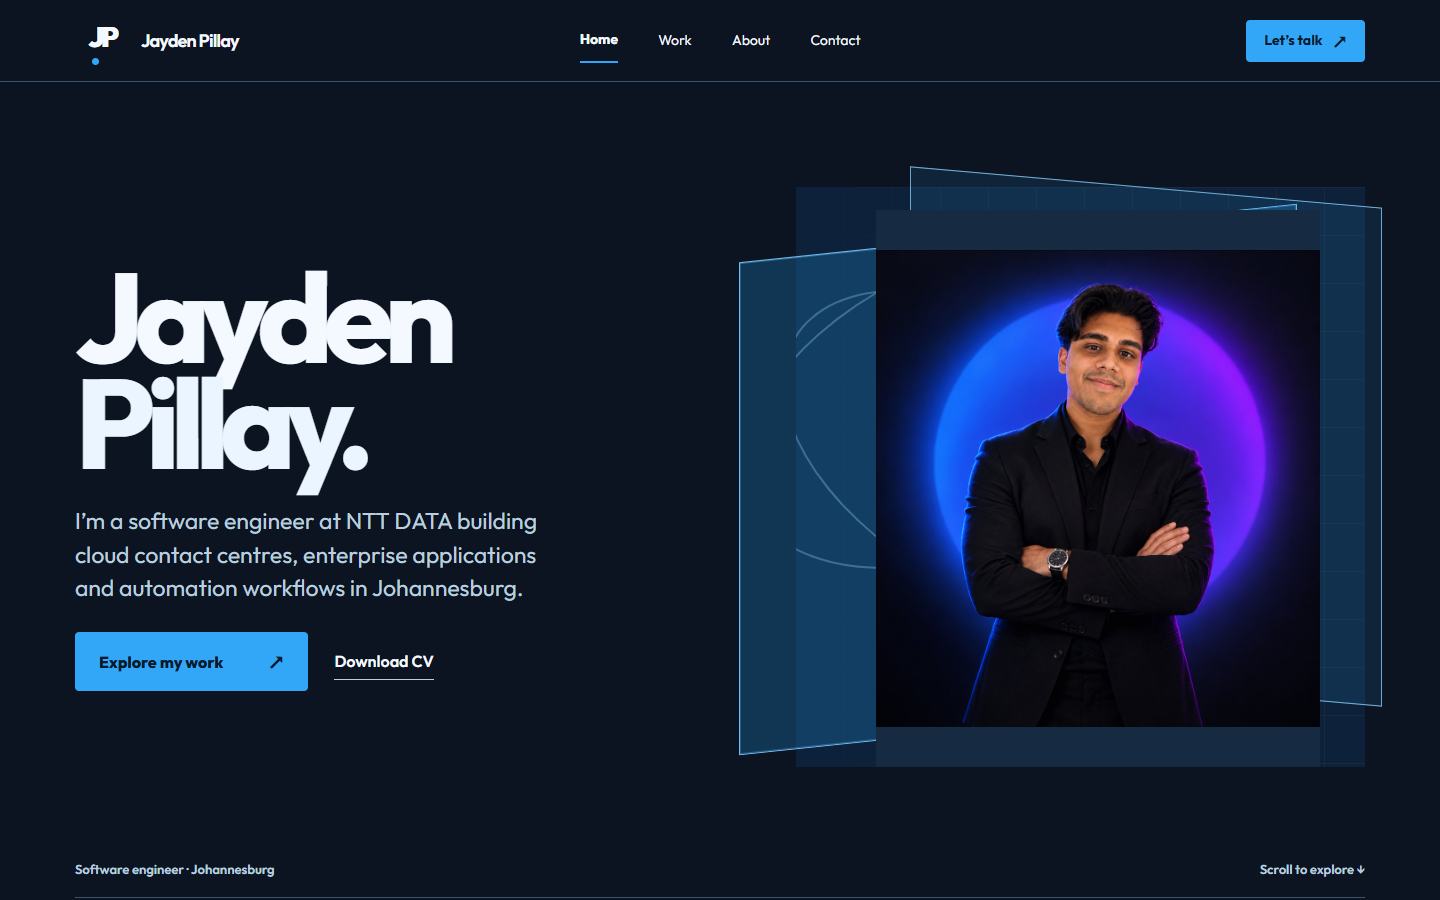 JP
Jayden Pillay
Home
Work
About
Contact
Let’s talk ↗
Jayden
Pillay.
I’m a software engineer at NTT DATA building
cloud contact centres, enterprise applications
and automation workflows in Johannesburg.
Explore my work ↗
Download CV
Software engineer · Johannesburg
Scroll to explore ↓